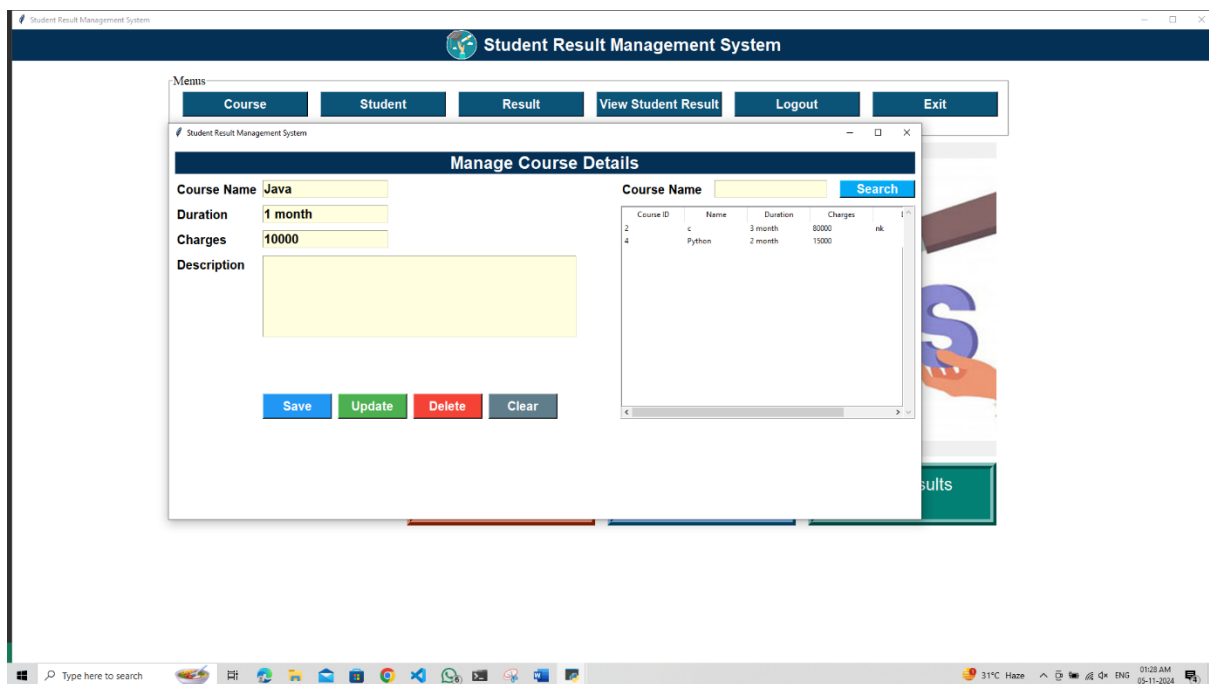 Student Result Management System
Student Result Management System
Menus
Course Student Result View Student Result Logout Exit
Student Result Management System
Manage Course Details
Course Name Java
Duration 1 month
Charges 10000
Description
Save Update Delete Clear
Course Name Search
Course ID Name Duration Charges
2 c 3 month 80000 nk
4 Python 2 month 15000
S
sults
Type here to search
31°C Haze ENG 01:28 AM
05-11-2024